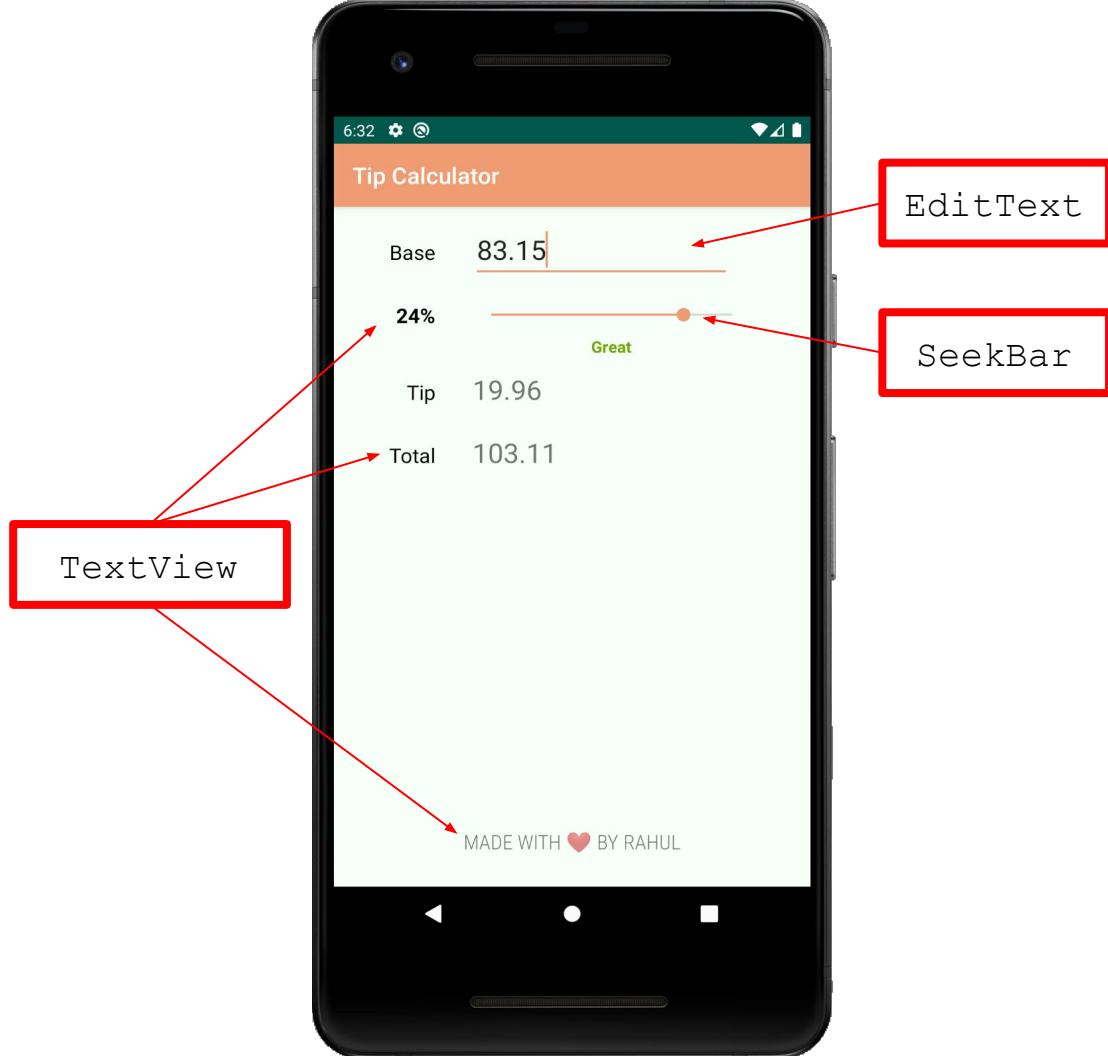 6:32
Tip Calculator
EditText
Base 83.15
24%
SeekBar
Great
Tip 19.96
Total 103.11
TextView
MADE WITH ❤️ BY RAHUL